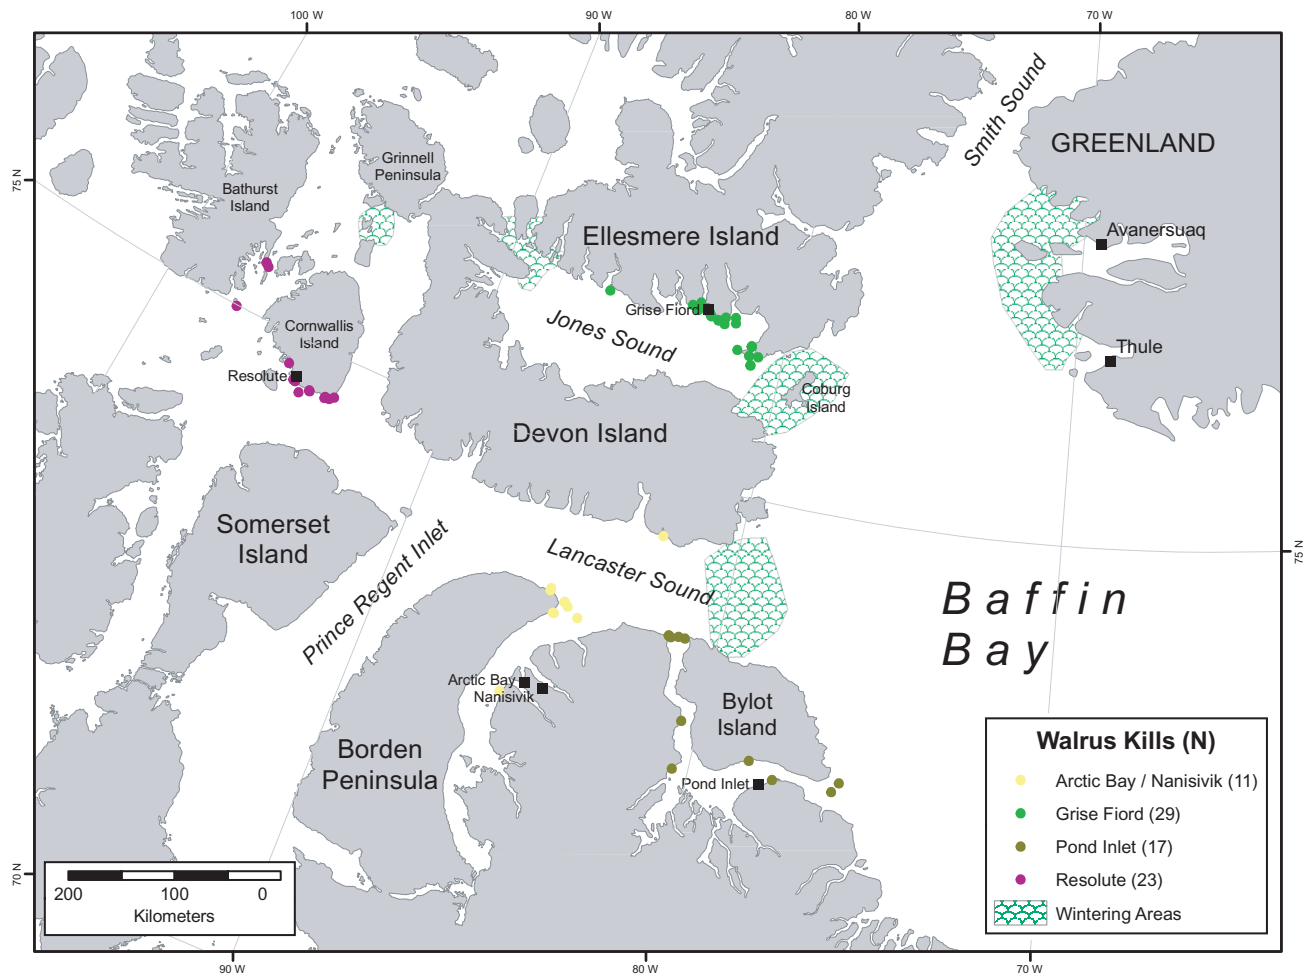 100 W
90 W
80 W
70 W
Smith Sound
GREENLAND
Grinnell
Peninsula
75 N
Bathurst
Island
Avanersuaq
Ellesmere Island
Grise Fiord
Jones Sound
Cornwallis
Island
Thule
Resolute
Coburg
Island
Devon Island
Somerset
Island
Prince Regent Inlet
Lancaster Sound
75 N
Baffin
Bay
Arctic Bay
Nanisivik
Bylot
Island
Borden
Peninsula
Pond Inlet
Walrus Kills (N)
Arctic Bay / Nanisivik (11)
Grise Fiord (29)
Pond Inlet (17)
Resolute (23)
Wintering Areas
70 N
200 100 0
Kilometers
90 W
80 W
70 W